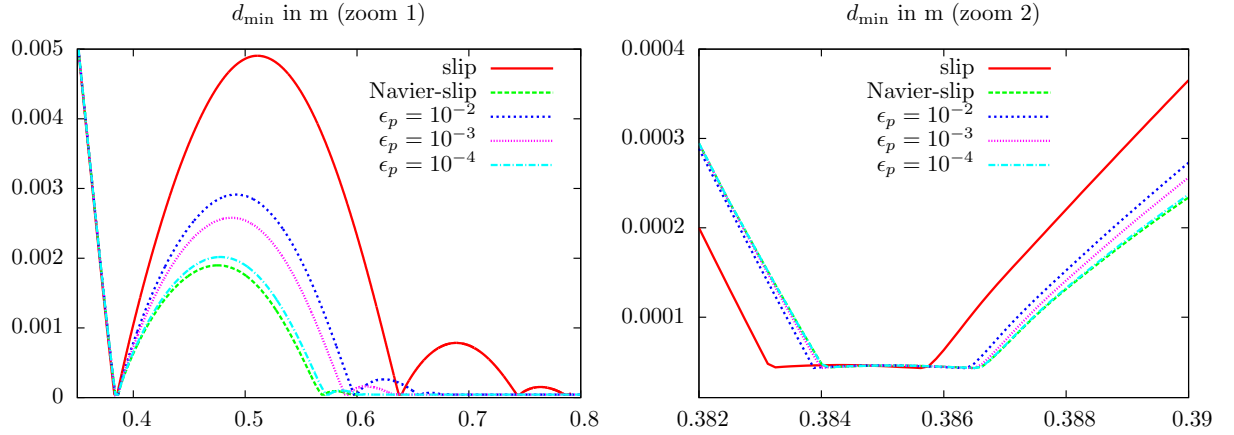 d_min in m (zoom 1)
0.005
0.004
0.003
0.002
0.001
0
0.4 0.5 0.6 0.7 0.8
slip
Navier-slip
ϵ_p = 10^−2
ϵ_p = 10^−3
ϵ_p = 10^−4
d_min in m (zoom 2)
0.0004
0.0003
0.0002
0.0001
0.382 0.384 0.386 0.388 0.39
slip
Navier-slip
ϵ_p = 10^−2
ϵ_p = 10^−3
ϵ_p = 10^−4